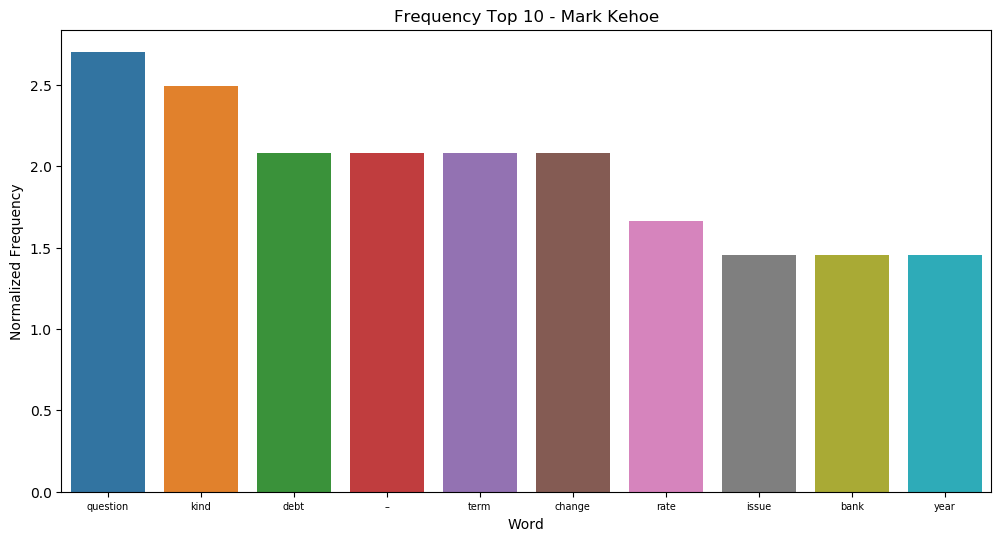 Frequency Top 10 - Mark Kehoe
Normalized Frequency
2.5
2.0
1.5
1.0
0.5
0.0
question kind debt – term change rate issue bank year
Word